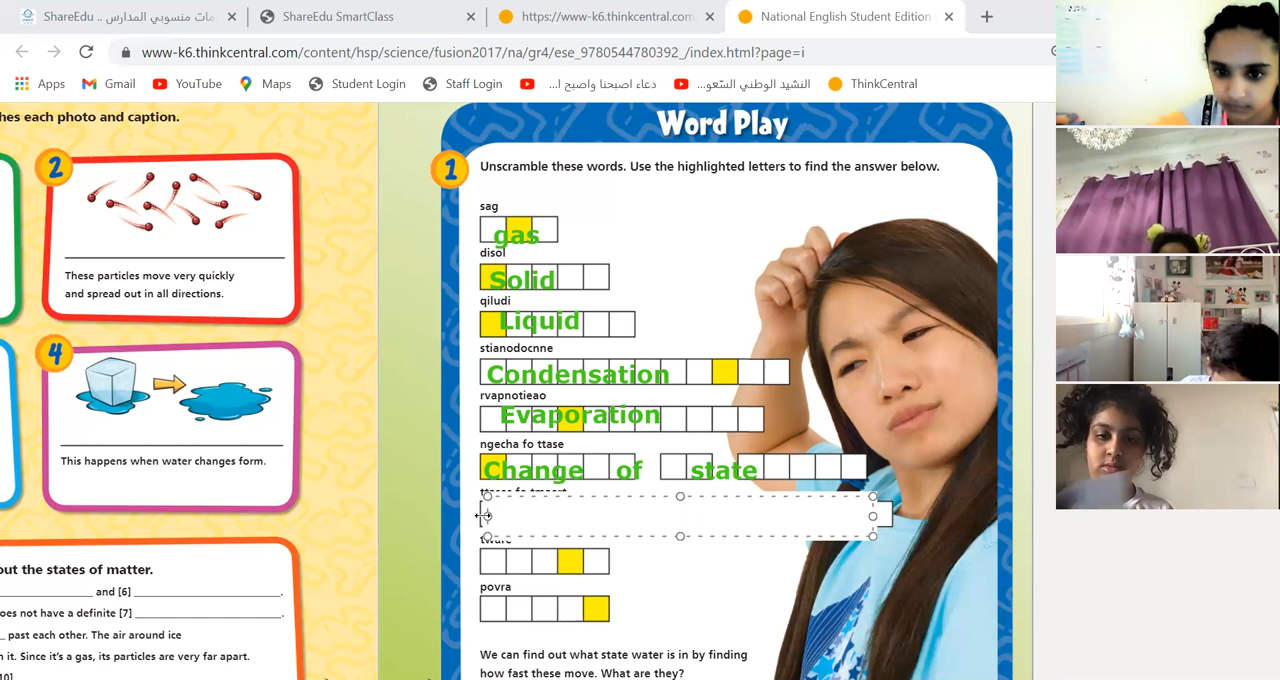 مات منسوبي المدارس .. ShareEdu
ShareEdu SmartClass
https://www-k6.thinkcentral.com
National English Student Edition
www-k6.thinkcentral.com/content/hsp/science/fusion2017/na/gr4/ese_9780544780392_/index.html?page=i
Apps Gmail YouTube Maps Student Login Staff Login دعاء اصبحنا واصبح ا... النشيد الوطني السعو... ThinkCentral
hes each photo and caption.
2
These particles move very quickly
and spread out in all directions.
4
This happens when water changes form.
out the states of matter.
and [6]
oes not have a definite [7]
past each other. The air around ice
n it. Since it's a gas, its particles are very far apart.
10]
Word Play
1
Unscramble these words. Use the highlighted letters to find the answer below.
sag
gas
disol
Solid
qiludi
Liquid
stianodocnne
Condensation
rvapnotieao
Evaporation
ngecha fo ttase
Change of state
povra
We can find out what state water is in by finding
how fast these move. What are they?